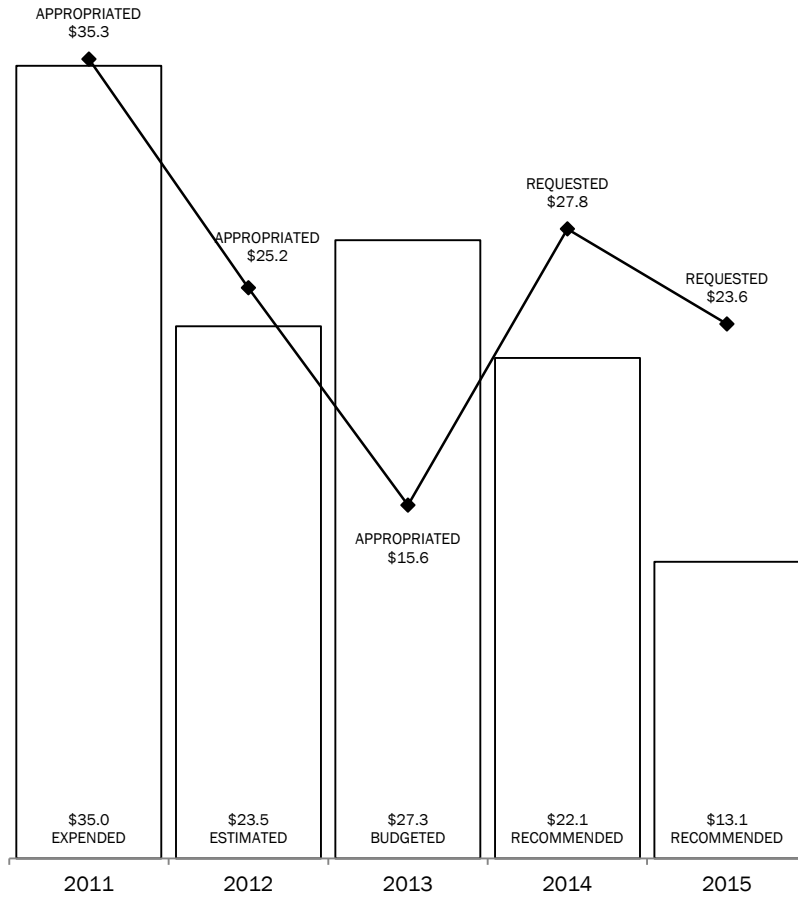 APPROPRIATED
$35.3
APPROPRIATED
$25.2
REQUESTED
$27.8
REQUESTED
$23.6
APPROPRIATED
$15.6
$35.0
EXPENDED
$23.5
ESTIMATED
$27.3
BUDGETED
$22.1
RECOMMENDED
$13.1
RECOMMENDED
2011
2012
2013
2014
2015